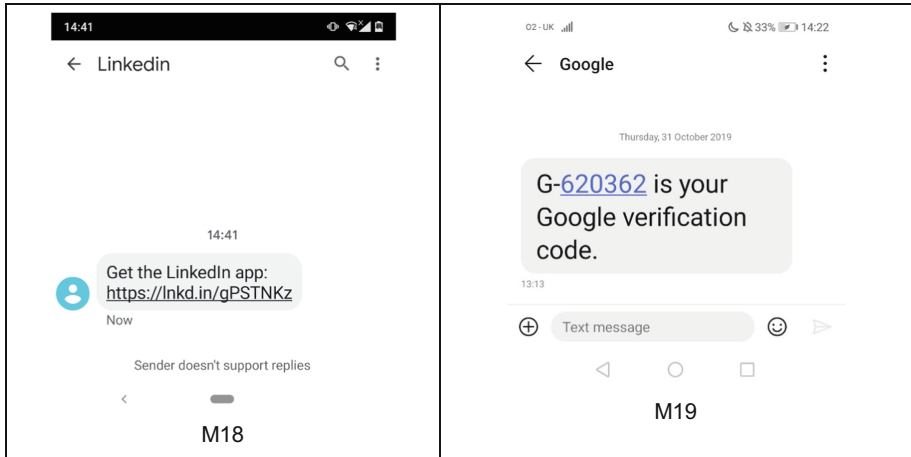 14:41
Linkedin
14:41
Get the LinkedIn app:
https://lnkd.in/gPSTNKz
Now
Sender doesn't support replies
M18
O2-UK 33% 14:22
Google
Thursday, 31 October 2019
G-620362 is your
Google verification
code.
13:13
Text message
M19